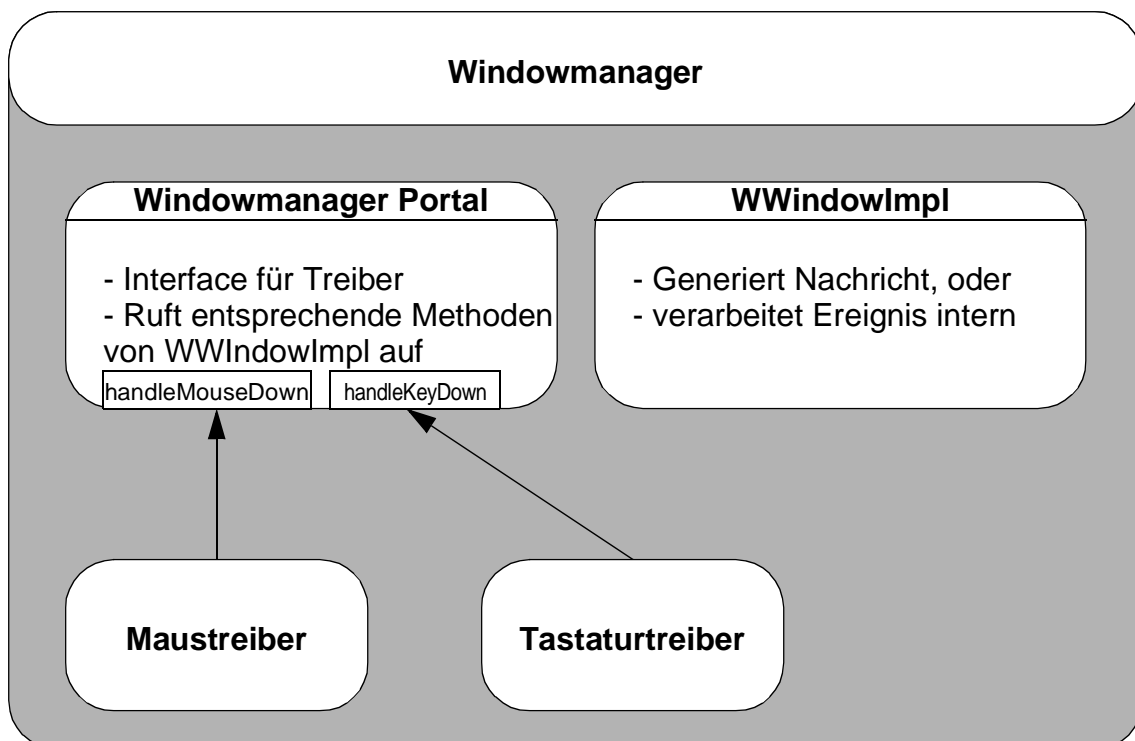 Windowmanager
Windowmanager Portal
- Interface für Treiber
- Ruft entsprechende Methoden
von WWIndowImpl auf
handleMouseDown
handleKeyDown
WWindowImpl
- Generiert Nachricht, oder
- verarbeitet Ereignis intern
Maustreiber
Tastaturtreiber